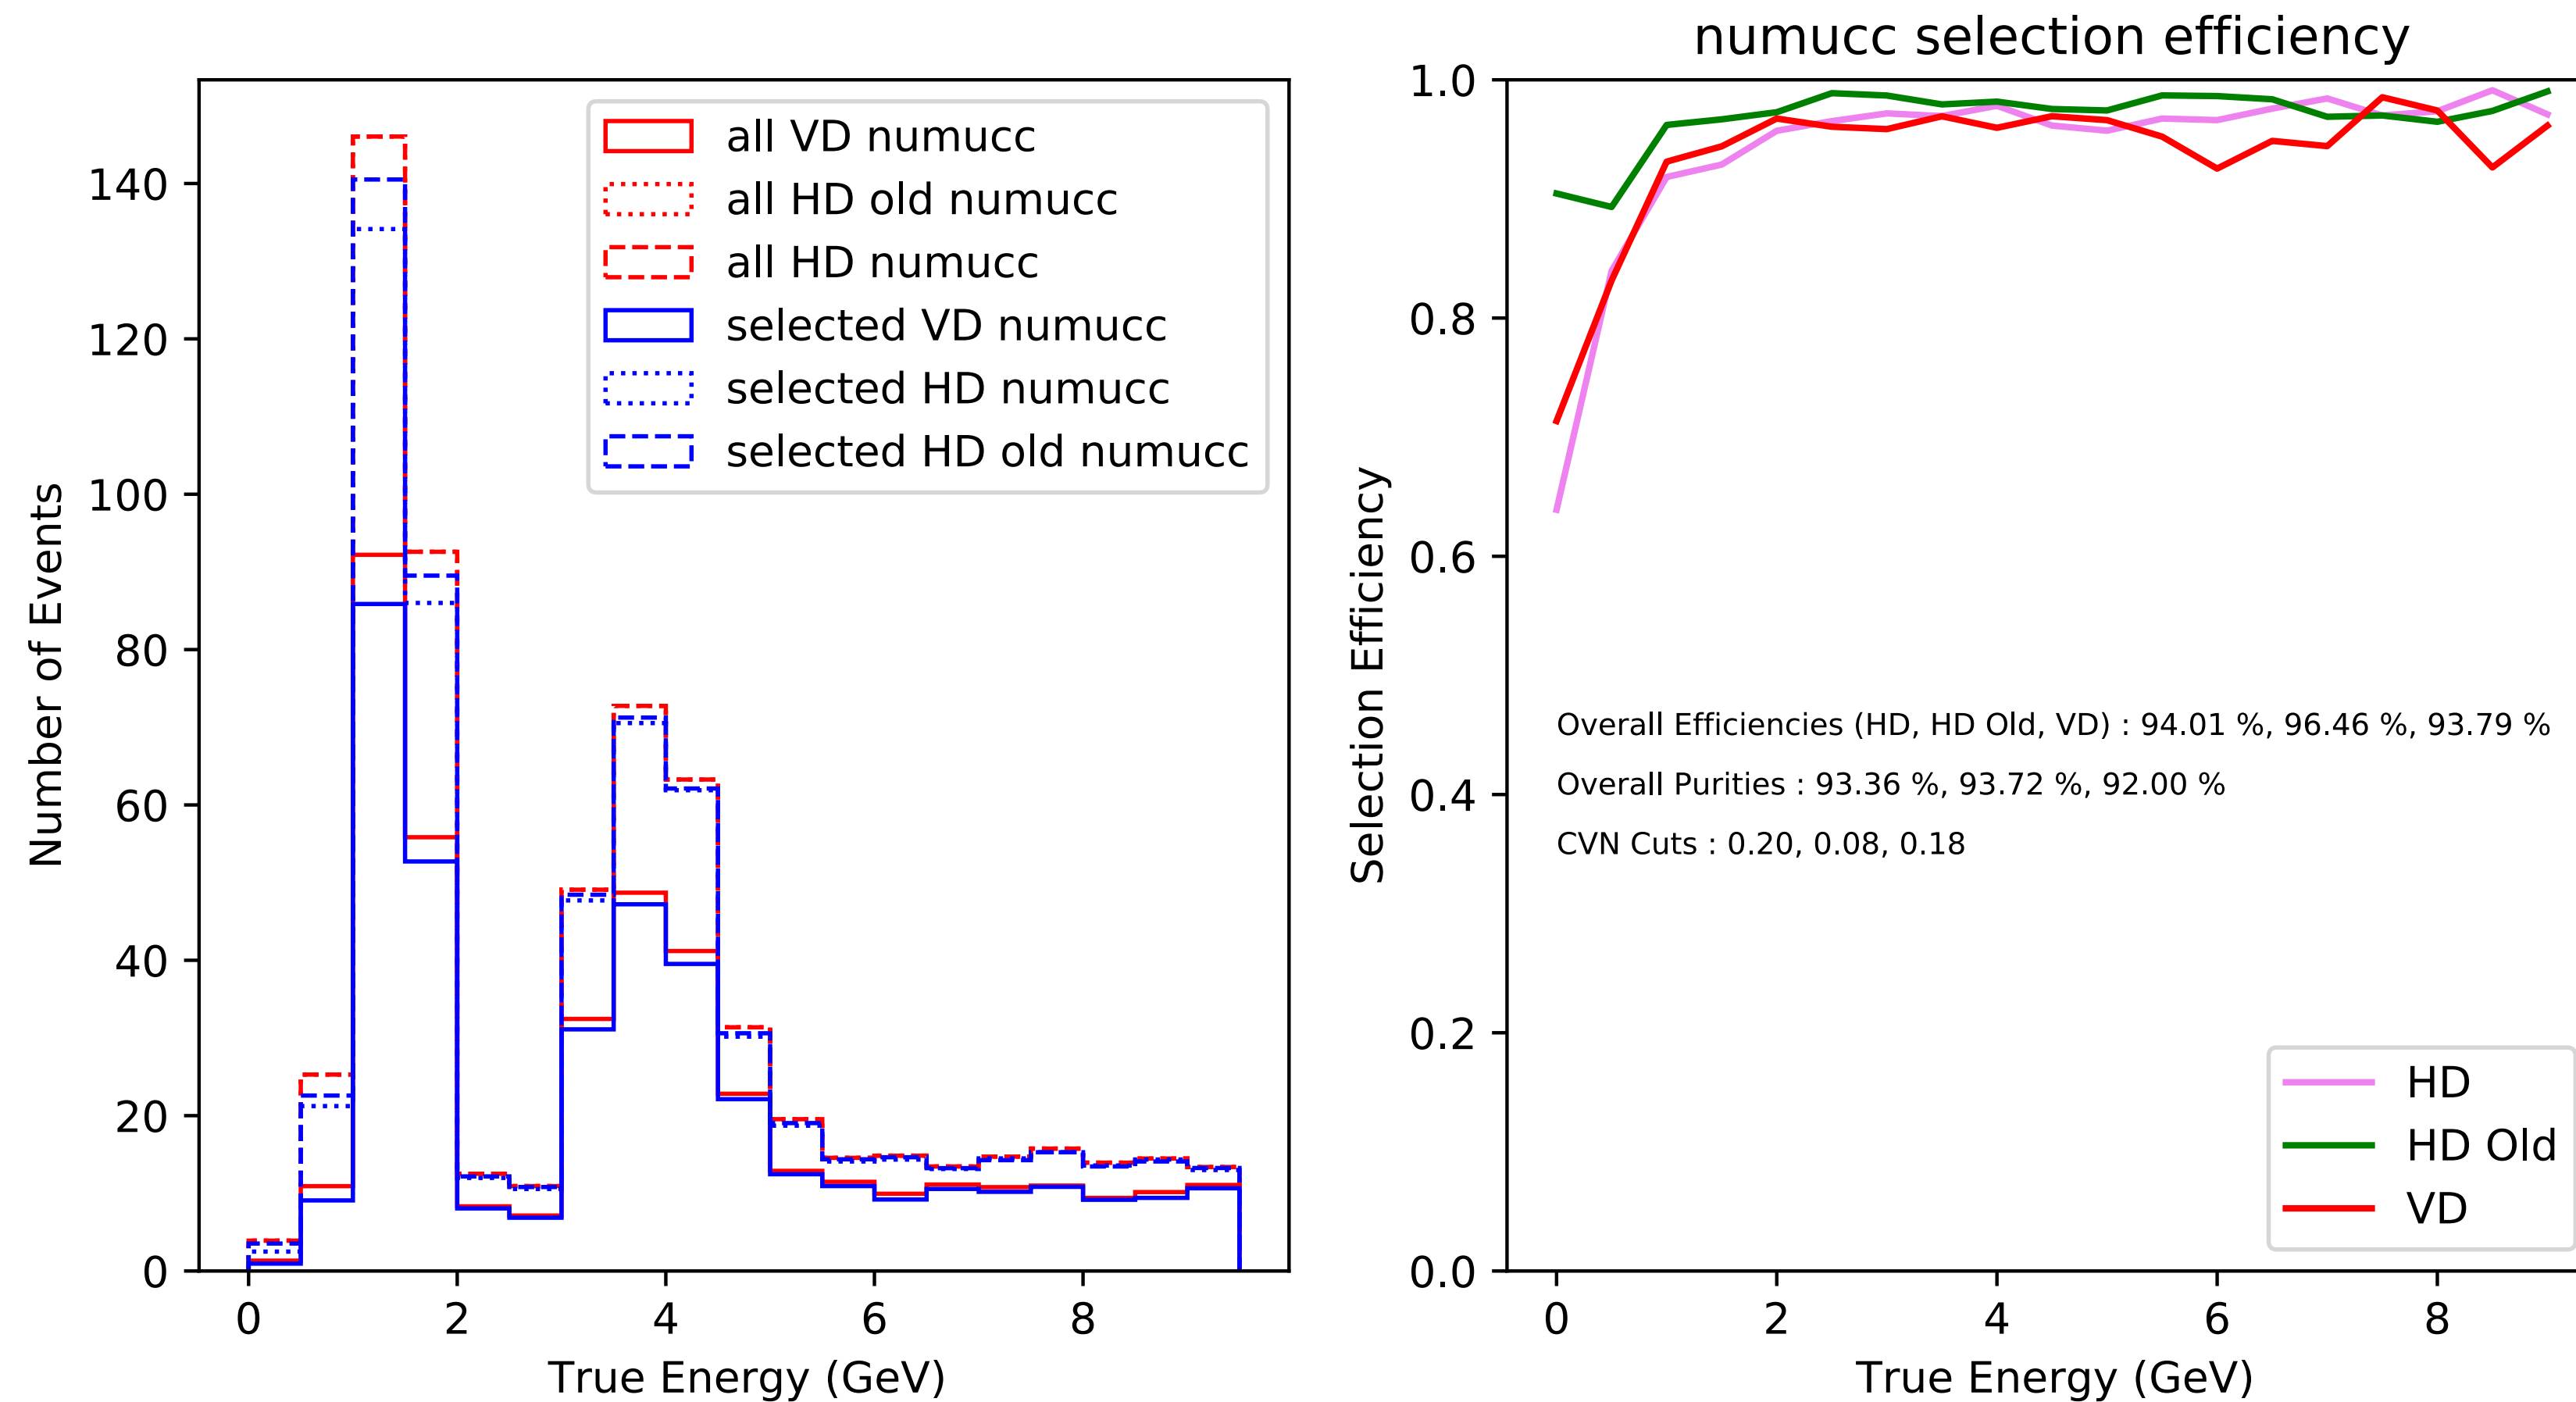 Number of Events
140
120
100
80
60
40
20
0
all VD numucc
all HD old numucc
all HD numucc
selected VD numucc
selected HD numucc
selected HD old numucc
0 2 4 6 8
True Energy (GeV)
numucc selection efficiency
Selection Efficiency
1.0
0.8
0.6
0.4
0.2
0.0
Overall Efficiencies (HD, HD Old, VD) : 94.01 %, 96.46 %, 93.79 %
Overall Purities : 93.36 %, 93.72 %, 92.00 %
CVN Cuts : 0.20, 0.08, 0.18
HD
HD Old
VD
0 2 4 6 8
True Energy (GeV)